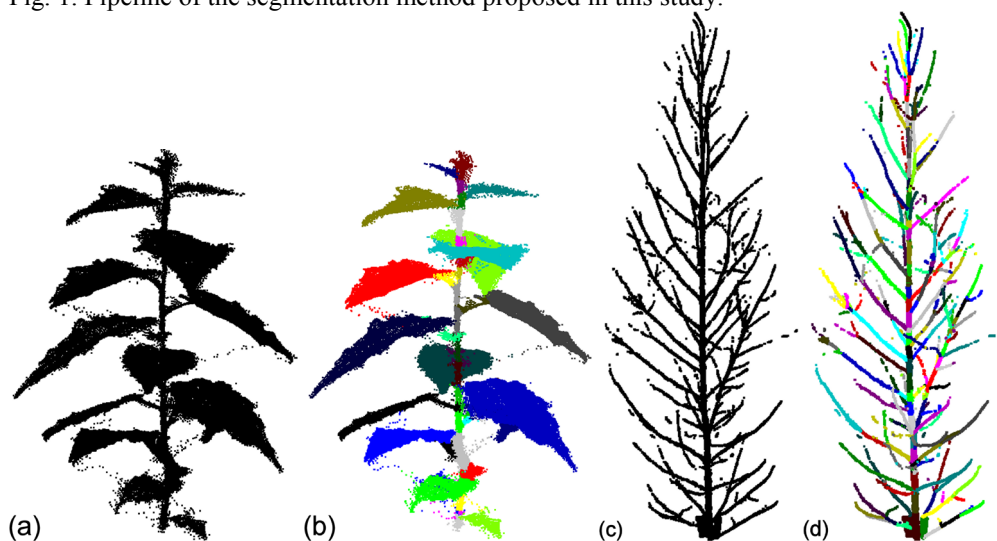 Fig. 1. Pipeline of the segmentation method proposed in this study.
(a) (b) (c) (d)